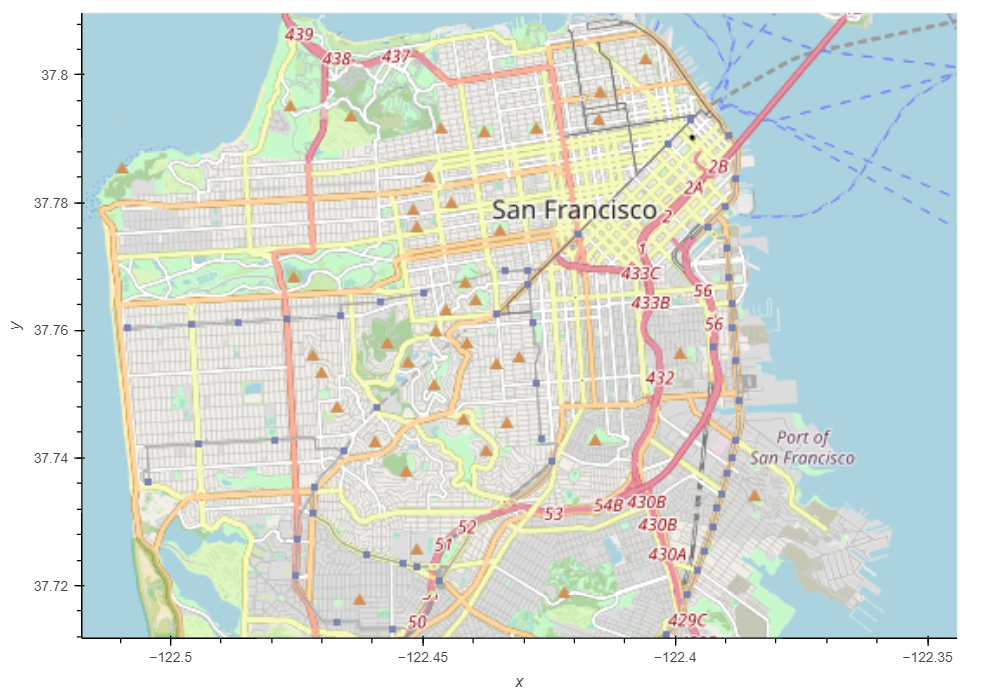 439
438
437
37.8
2B
2A
37.78
San Francisco
2
1
433C
56
433B
37.76
56
432
y
Port of
San Francisco
37.74
54B
430B
53
52
430B
51
430A
37.72
50
429C
−122.5
−122.45
−122.4
−122.35
x